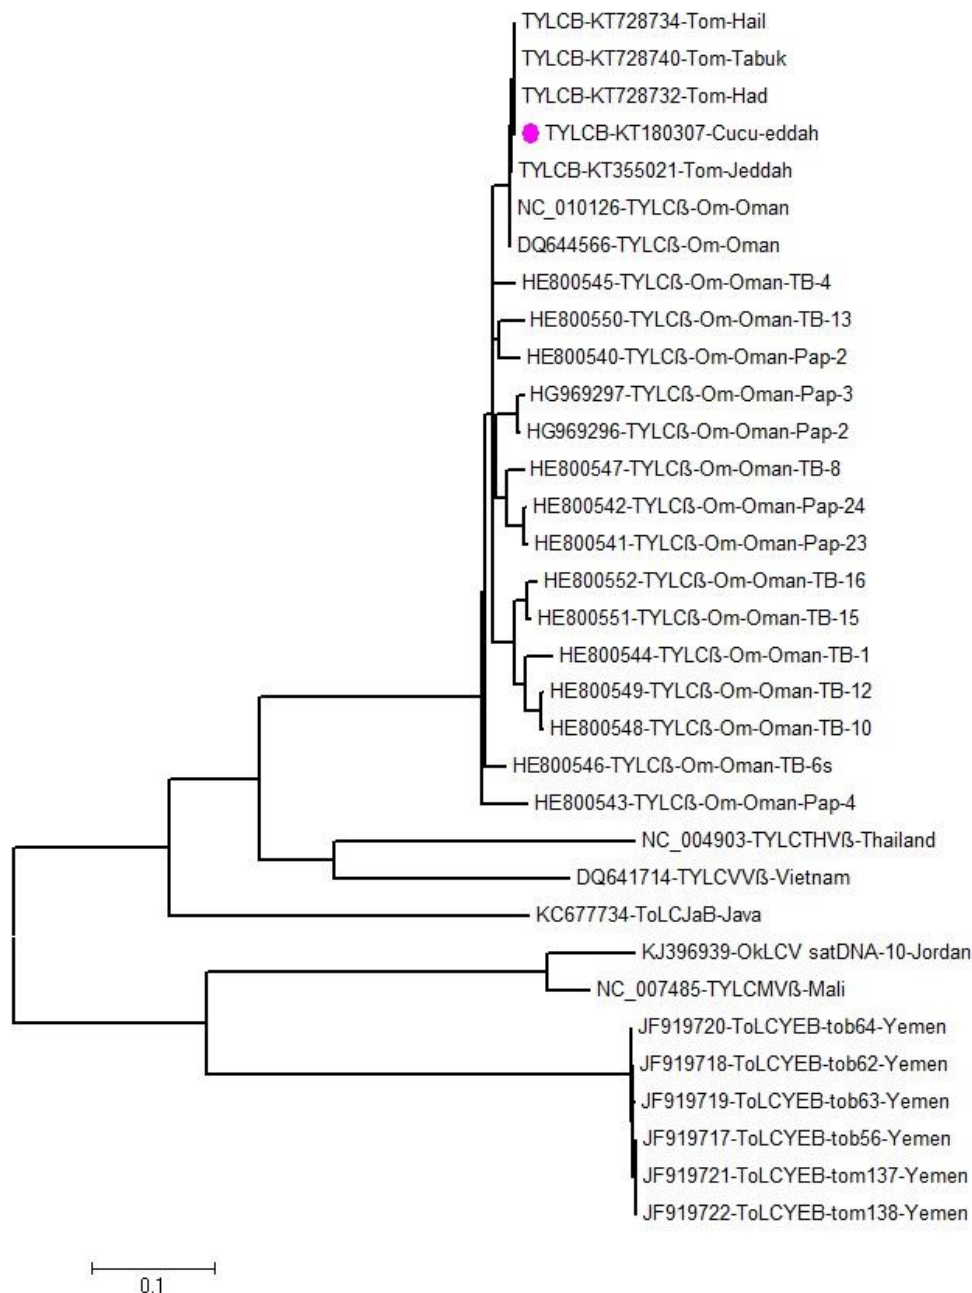 TYLCB-KT728734-Tom-Hail
TYLCB-KT728740-Tom-Tabuk
TYLCB-KT728732-Tom-Had
TYLCB-KT180307-Cucu-eddah
TYLCB-KT355021-Tom-Jeddah
NC_010126-TYLCß-Om-Oman
DQ644566-TYLCß-Om-Oman
HE800545-TYLCß-Om-Oman-TB-4
HE800550-TYLCß-Om-Oman-TB-13
HE800540-TYLCß-Om-Oman-Pap-2
HG969297-TYLCß-Om-Oman-Pap-3
HG969296-TYLCß-Om-Oman-Pap-2
HE800547-TYLCß-Om-Oman-TB-8
HE800542-TYLCß-Om-Oman-Pap-24
HE800541-TYLCß-Om-Oman-Pap-23
HE800552-TYLCß-Om-Oman-TB-16
HE800551-TYLCß-Om-Oman-TB-15
HE800544-TYLCß-Om-Oman-TB-1
HE800549-TYLCß-Om-Oman-TB-12
HE800548-TYLCß-Om-Oman-TB-10
HE800546-TYLCß-Om-Oman-TB-6s
HE800543-TYLCß-Om-Oman-Pap-4
NC_004903-TYLCTHVß-Thailand
DQ641714-TYLCVVß-Vietnam
KC677734-ToLCJaB-Java
KJ396939-OkLCV satDNA-10-Jordan
NC_007485-TYLCMVß-Mali
JF919720-ToLCYEB-tob64-Yemen
JF919718-ToLCYEB-tob62-Yemen
JF919719-ToLCYEB-tob63-Yemen
JF919717-ToLCYEB-tob56-Yemen
JF919721-ToLCYEB-tom137-Yemen
JF919722-ToLCYEB-tom138-Yemen
0.1